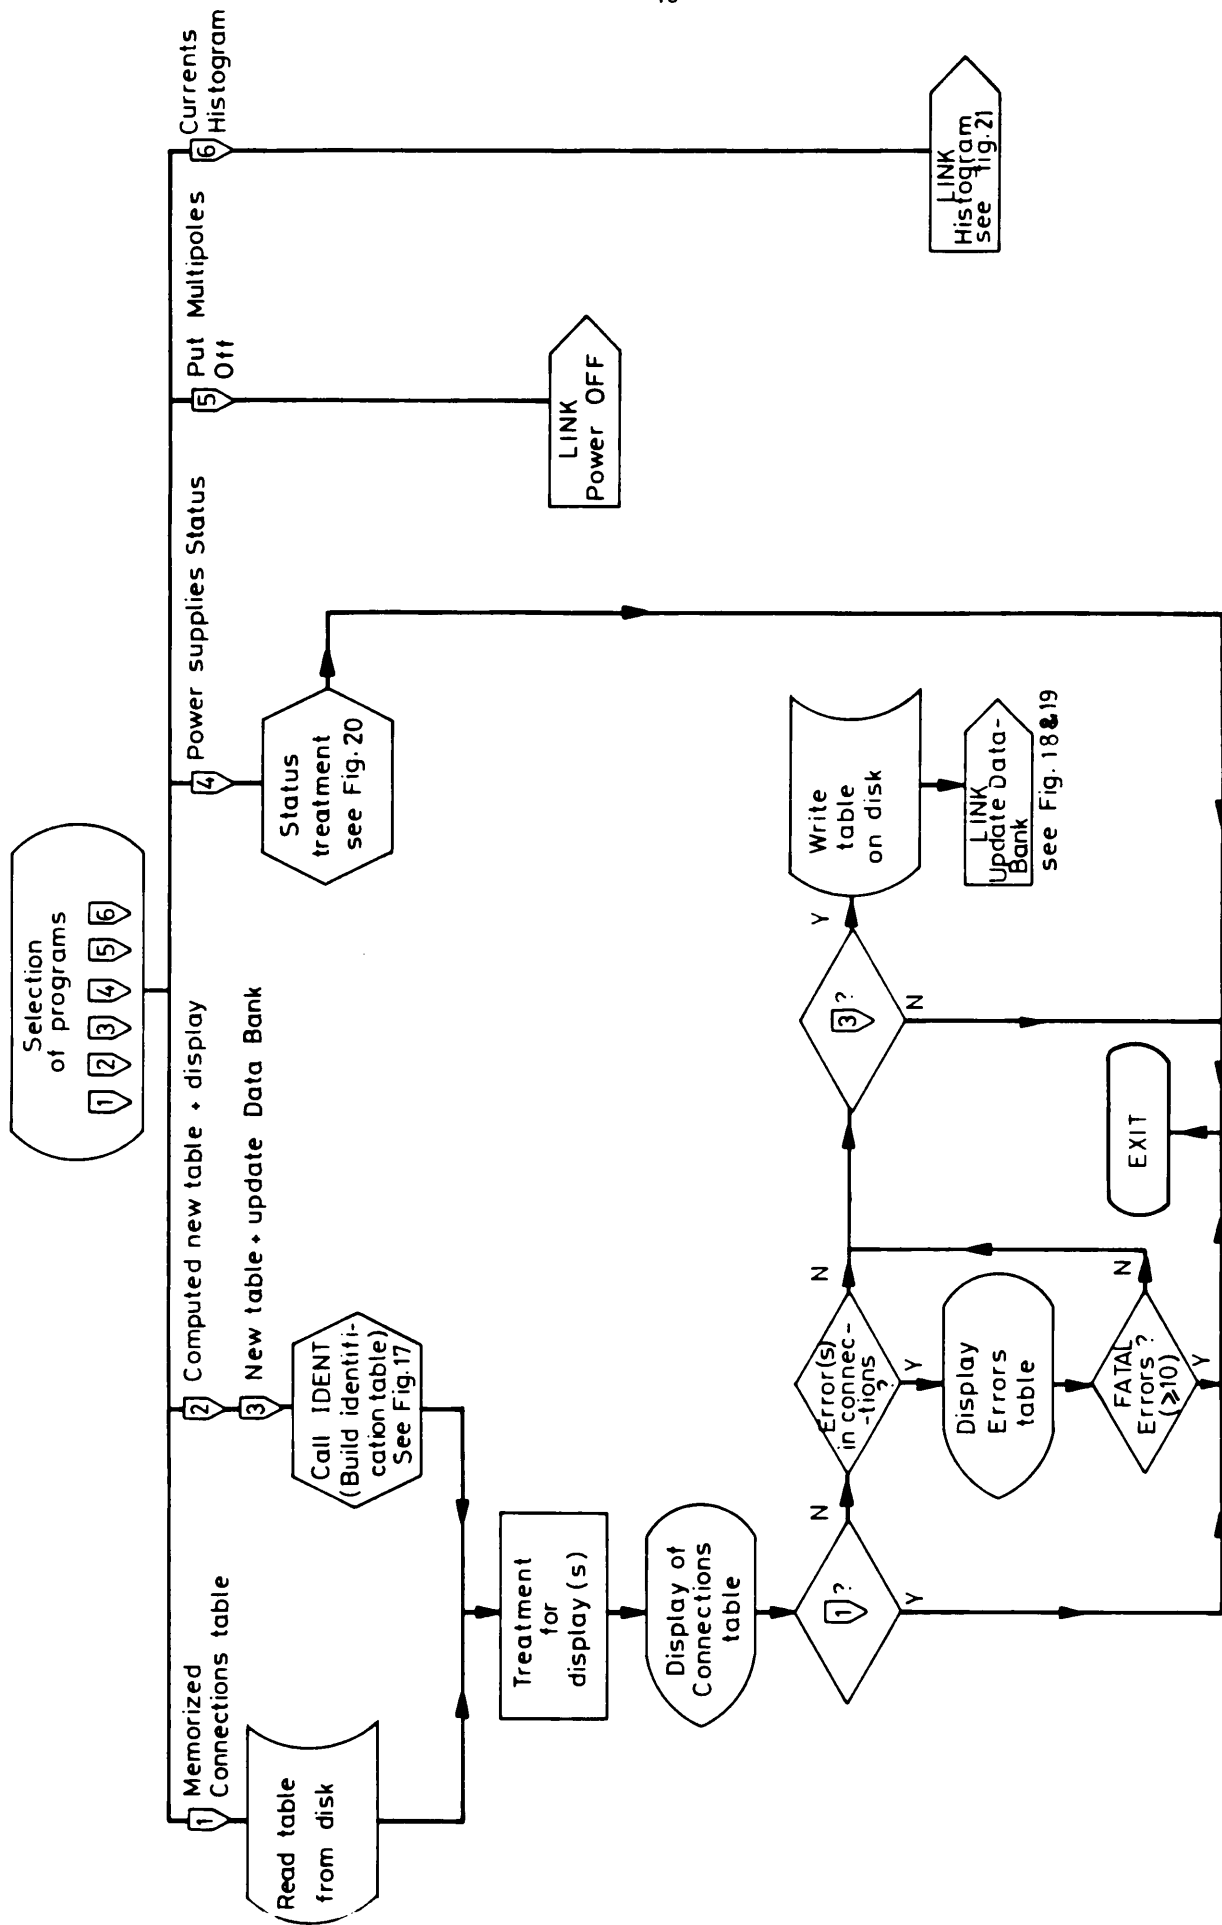 Selection
of programs
1 2 3 4 5 6
1 Memorized
Connections table
2 Computed new table + display
3 New table + update Data Bank
4 Power supplies Status
5 Put Multipoles
Off
6 Currents
Histogram
Read table
from disk
Call IDENT
(Build identifi-
cation table)
See Fig.17
Status
treatment
see Fig. 20
LINK
Power OFF
LINK
Histogram
see fig.21
Treatment
for
display(s)
Display of
Connections
table
1 ?
N
Y
Error(s)
in connec-
-tions
?
N
Y
Display
Errors
table
FATAL
Errors ?
(⩾10)
N
Y
3 ?
Y
N
Write
table
on disk
LINK
Update Data-
Bank
see Fig. 18&19
EXIT